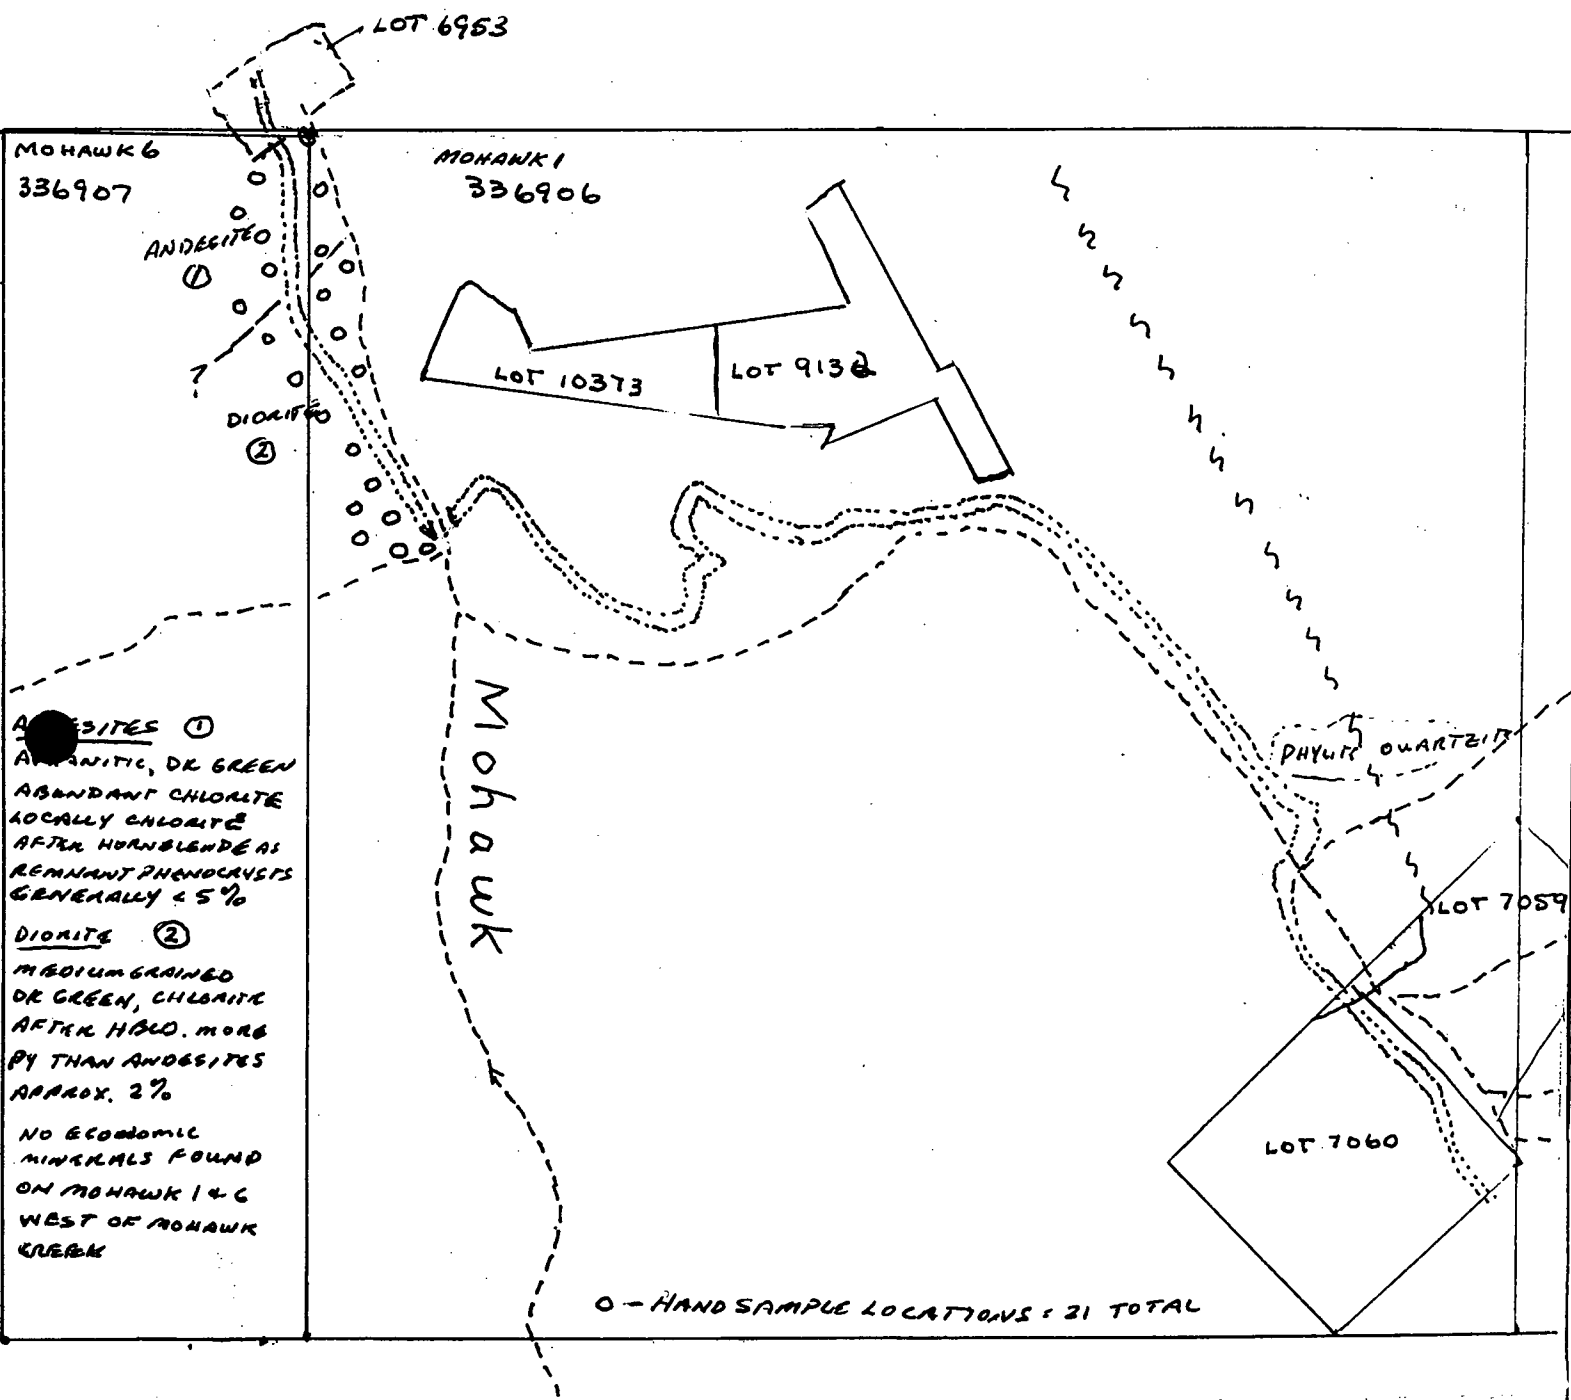 LOT 6953
MOHAWK 6
336907
MOHAWK 1
336906
ANDESITE
1
?
DIORITE
2
LOT 10373
LOT 9132
Mohawk
PHYLITE QUARTZITE
LOT 7059
LOT 7060
SITES 1
DK GREEN
ABUNDANT CHLORITE
LOCALLY CHLORITE
AFTER HORNBLENDE AS
REMNANT PHENOCRYSTS
GENERALLY < 5%
DIORITE 2
MEDIUM GRAINED
DK GREEN, CHLORITE
AFTER HBLD. MORE
PY THAN ANDESITES
APPROX. 2%
NO ECONOMIC
MINERALS FOUND
ON MOHAWK 1 & 6
WEST OF MOHAWK
CREEK
O - HAND SAMPLE LOCATIONS : 21 TOTAL